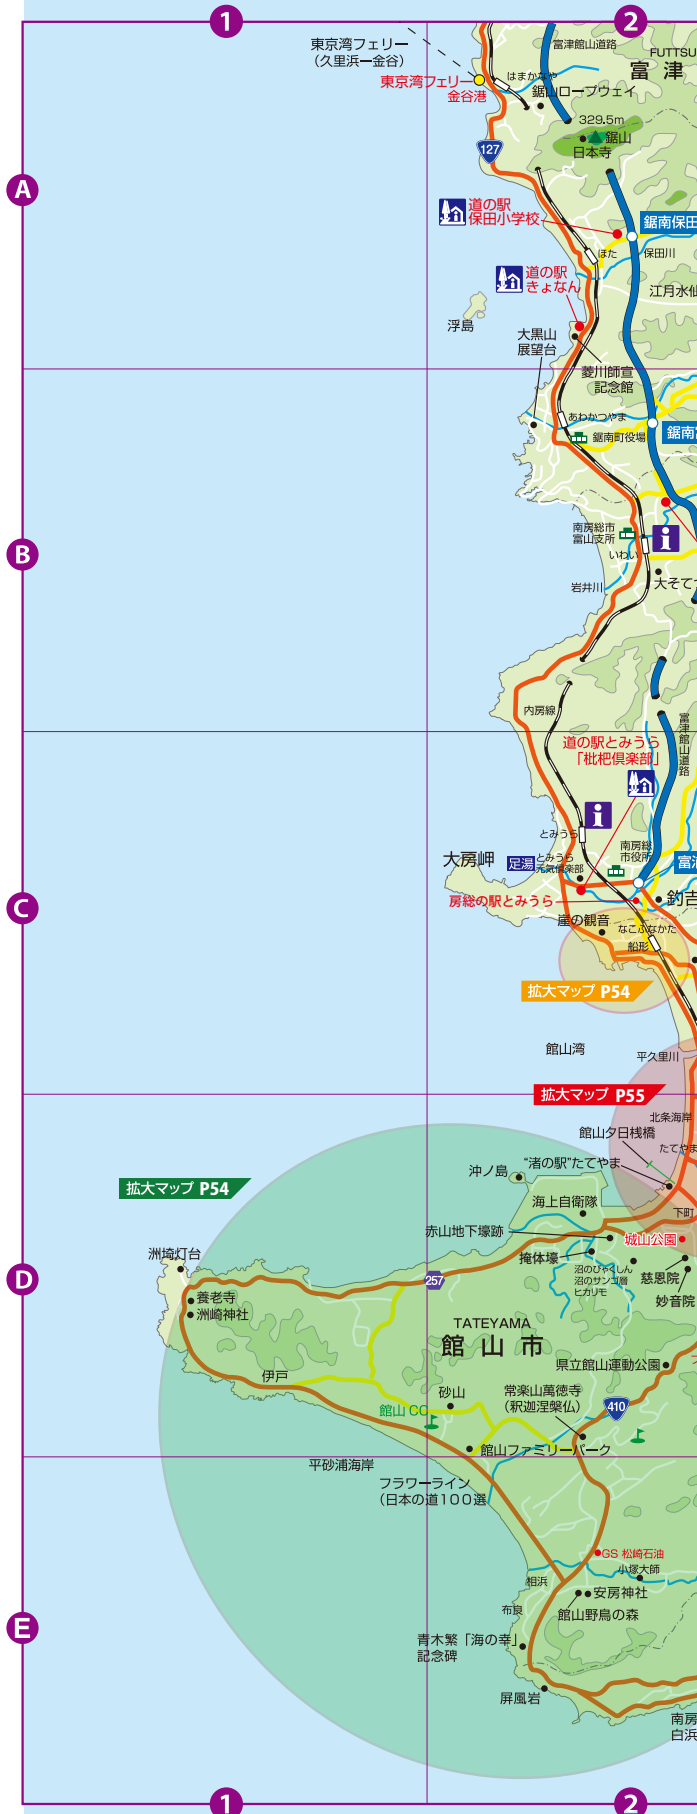 1
2
東京湾フェリー
（久里浜ー金谷）
東京湾フェリー
金谷港
富津館山道路
FUTTSU
富 津
はまかなや
鋸山ロープウェイ
329.5m
鋸山
日本寺
127
A
道の駅
保田小学校
鋸南保田
ほた
保田川
道の駅
きょなん
江月水仙
浮島
大黒山
展望台
菱川師宣
記念館
あわかつやま
鋸南町役場
鋸南
B
南房総市
富山支所
いわい
岩井川
大そてつ
内房線
富津館山道路
道の駅とみうら
「枇杷倶楽部」
とみうら
大房岬
足湯
とみうら
元気倶楽部
南房総
市役所
C
房総の駅とみうら
釣吉
崖の観音
なこふなかた
船形
拡大マップ P54
館山湾
平久里川
拡大マップ P55
北条海岸
館山夕日桟橋
たてやま
沖ノ島
“渚の駅”たてやま
拡大マップ P54
海上自衛隊
下町
赤山地下壕跡
城山公園
洲埼灯台
掩体壕
沼のびゃくしん
沼のサンゴ層
ヒカリモ
慈恩院
妙音院
D
257
養老寺
洲崎神社
TATEYAMA
館 山 市
県立館山運動公園
伊戸
砂山
常楽山萬徳寺
（釈迦涅槃仏）
410
館山 CC
館山ファミリーパーク
平砂浦海岸
フラワーライン
（日本の道100選
GS 松崎石油
小塚大師
相浜
安房神社
布良
館山野鳥の森
E
青木繁「海の幸」
記念碑
屏風岩
南房
白浜
1
2